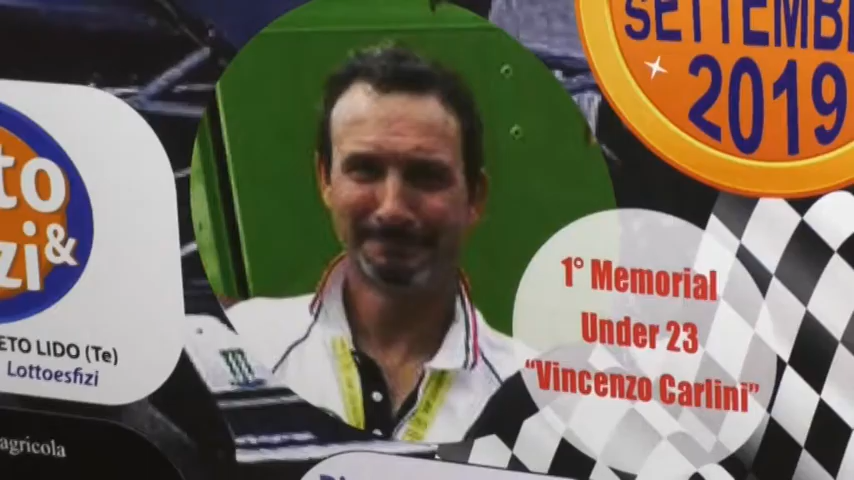 SETTEMB
2019
to
&
zi
ETO LIDO (Te)
Lottoesfizi
agricola
1° Memorial
Under 23
“Vincenzo Carlini”